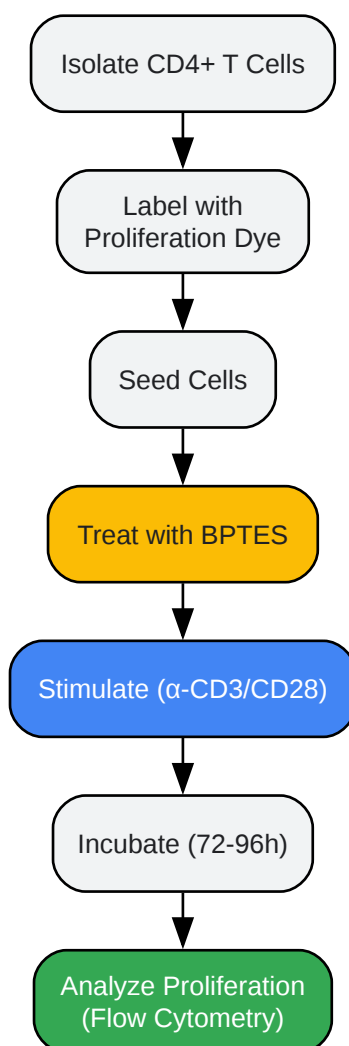 Isolate CD4+ T Cells
Label with
Proliferation Dye
Seed Cells
Treat with BPTES
Stimulate (α-CD3/CD28)
Incubate (72-96h)
Analyze Proliferation
(Flow Cytometry)